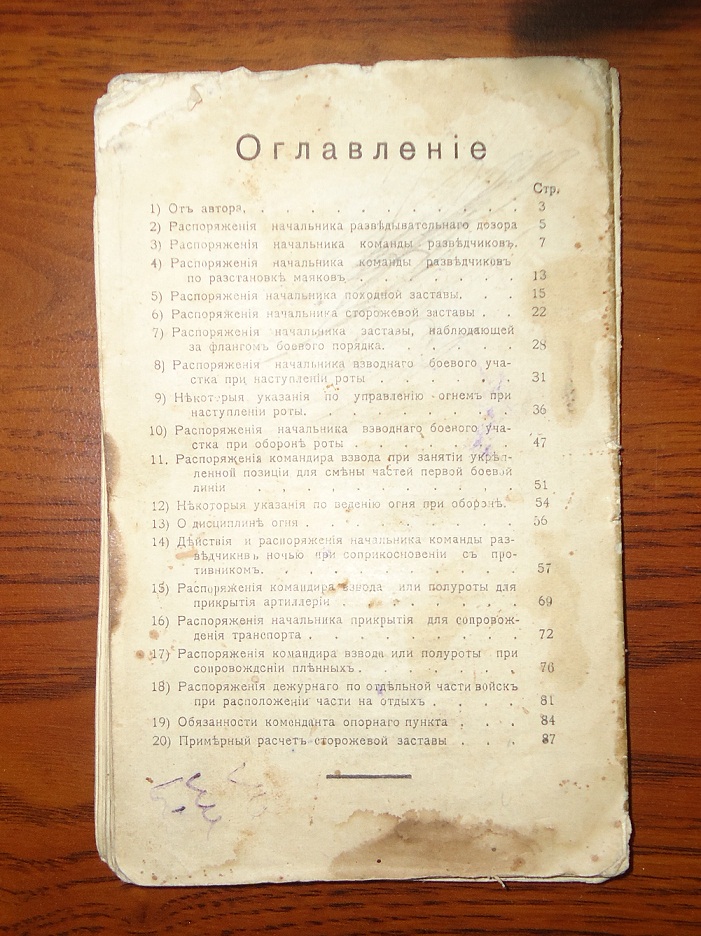 Оглавленіе
Стр.
1) Отъ автора, . . . . . . . . . . 3
2) Распоряженія начальника развѣдывательнаго дозора 5
3) Распоряженія начальника команды развѣдчиковъ. 7
4) Распоряженія начальника команды развѣдчиковъ
по разстановкѣ маяковъ . . . . . . 13
5) Распоряженія начальника походной заставы. . . 15
6) Распоряженія начальника сторожевой заставы . . 22
7) Распоряженія начальника заставы, наблюдающей
за флангомъ боевого порядка. . . . . . 28
8) Распоряженія начальника взводнаго боевого уча-
стка при наступленіи роты . . . . . 31
9) Нѣкоторыя указанія по управленію огнемъ при
наступленіи роты. . . . . . . . 36
10) Распоряженія начальника взводнаго боевого уча-
стка при оборонѣ роты . . . . . . 47
11. Распоряженія командира взвода при занятіи укрѣп-
ленной позиціи для смѣны частей первой боевой
линіи . . . . . . . . . . 51
12) Нѣкоторыя указанія по веденію огня при оборонѣ. 54
13) О дисциплинѣ огня . . . . . . . . 56
14) Дѣйствія и распоряженія начальника команды раз-
вѣдчикнвъ ночью при соприкосновеніи съ про-
тивникомъ. . . . . . . . . 57
15) Распоряженія командира взвода или полуроты для
прикрытія артиллеріи . . . . . . . 69
16) Распоряженія начальника прикрытія для сопровож-
денія транспорта . . . . . . . . 72
17) Распоряженія командира взвода или полуроты при
сопровожденіи плѣнныхъ . . . . . . 76
18) Распоряженія дежурнаго по отдѣльной части войскъ
при расположеніи части на отдыхъ . . . . 81
19) Обязанности коменданта опорнаго пункта . . . 84
20) Примѣрный расчетъ сторожевой заставы . . . 87